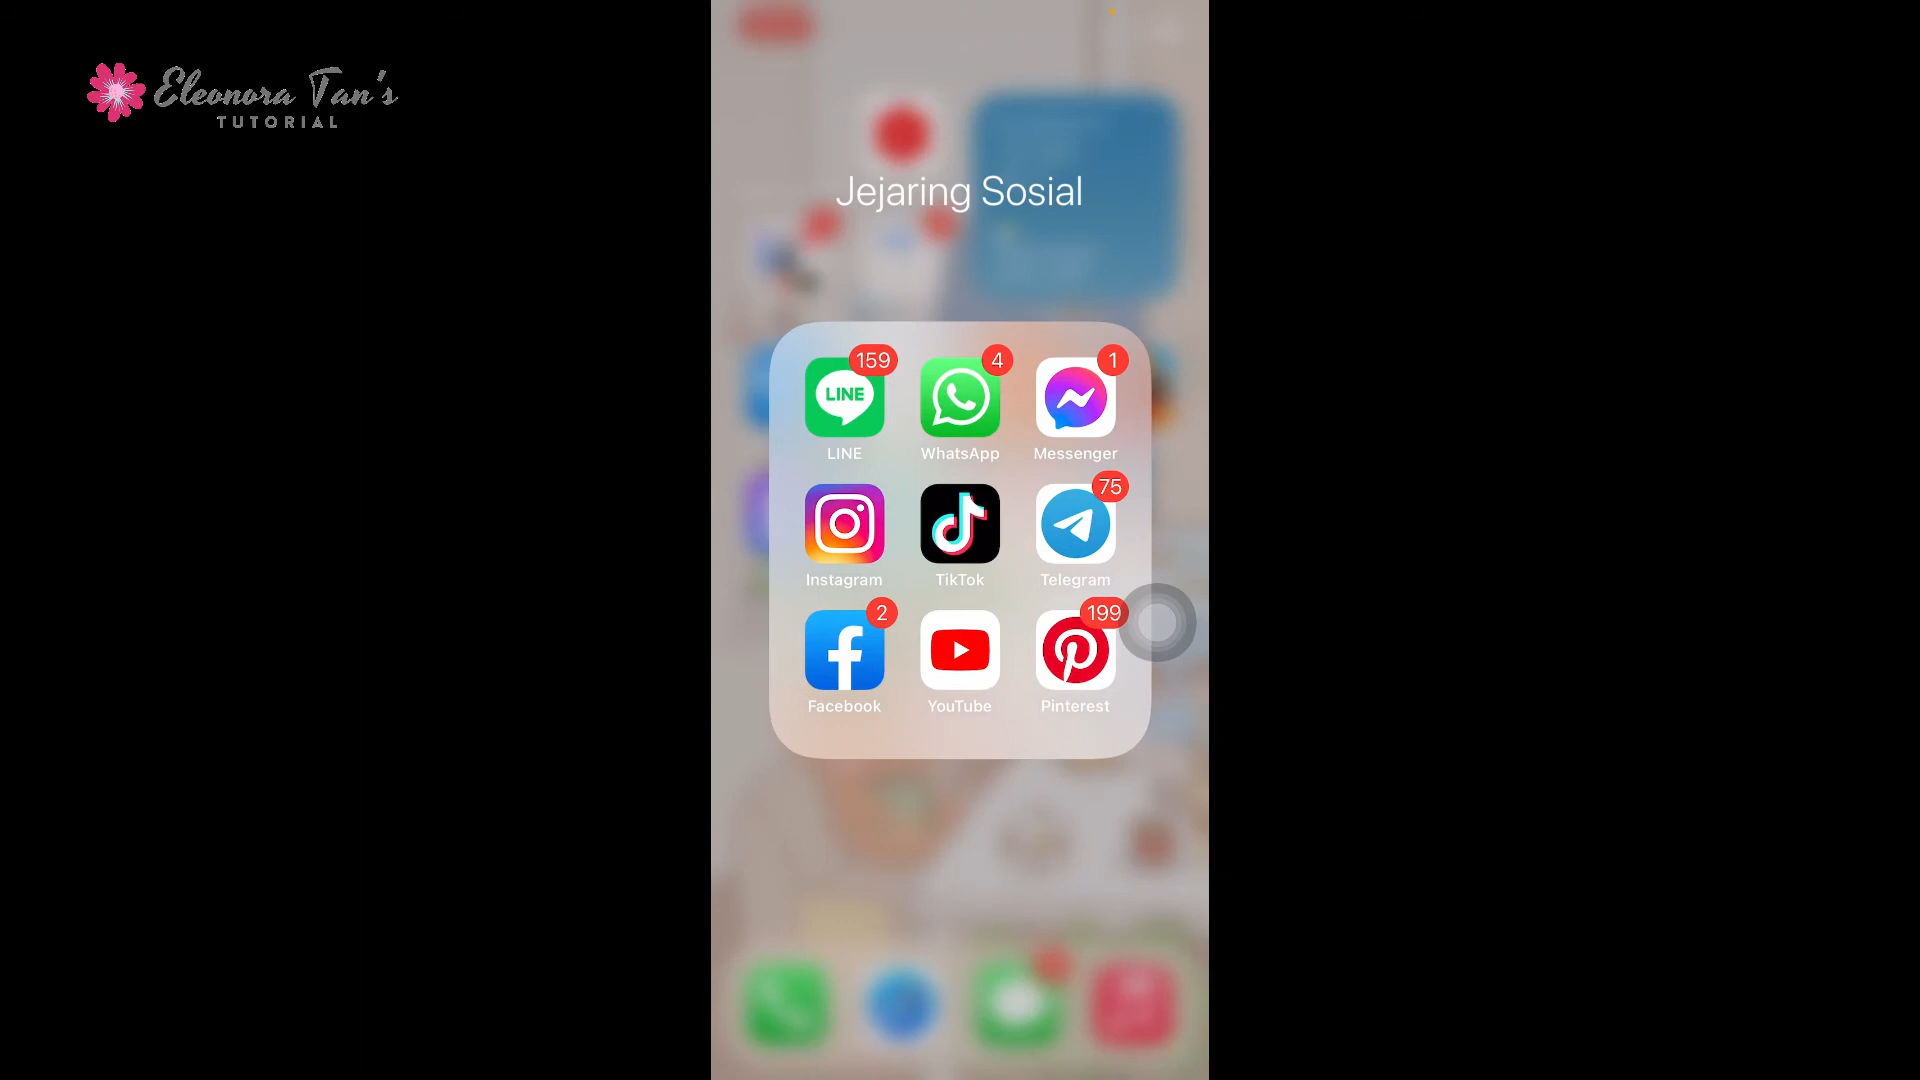 Eleonora Tan's
TUTORIAL
Jejaring Sosial
159
4
1
LINE
LINE
WhatsApp
Messenger
75
Instagram
TikTok
Telegram
2
199
Facebook
YouTube
Pinterest